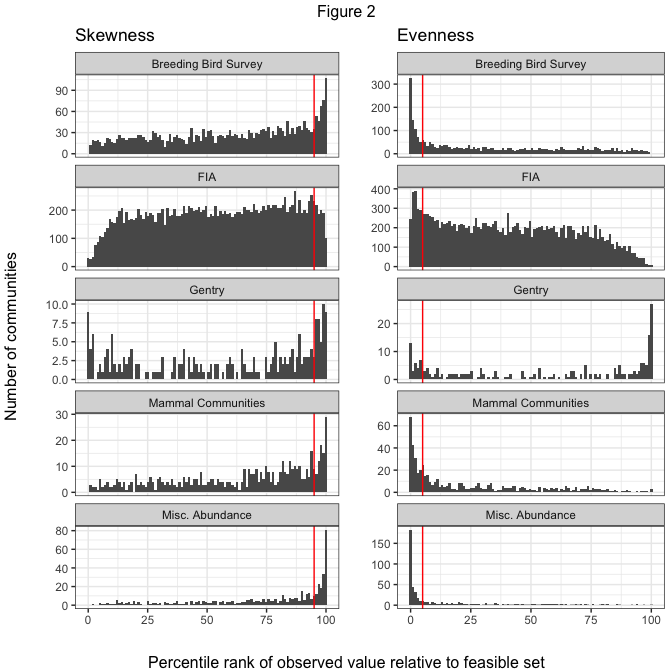 Figure 2
Skewness
Evenness
Number of communities
Breeding Bird Survey
90
60
30
0
Breeding Bird Survey
300
200
100
0
FIA
200
100
0
FIA
400
300
200
100
0
Gentry
10.0
7.5
5.0
2.5
0.0
Gentry
20
10
0
Mammal Communities
30
20
10
0
Mammal Communities
60
40
20
0
Misc. Abundance
80
60
40
20
0
Misc. Abundance
150
100
50
0
0 25 50 75 100
0 25 50 75 100
Percentile rank of observed value relative to feasible set